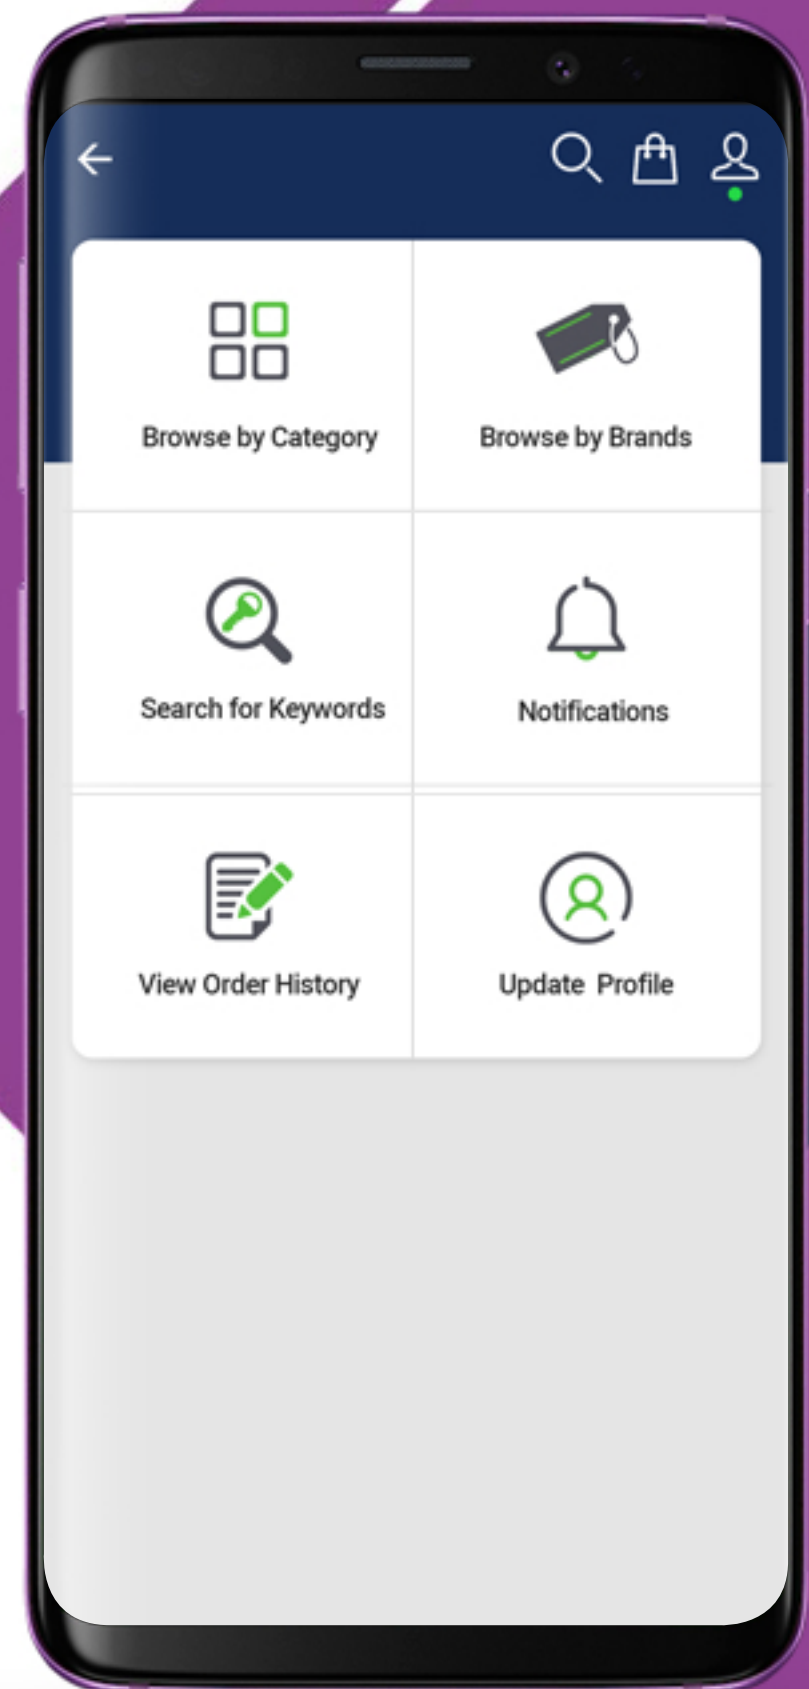 Browse by Category
Browse by Brands
Search for Keywords
Notifications
View Order History
Update Profile